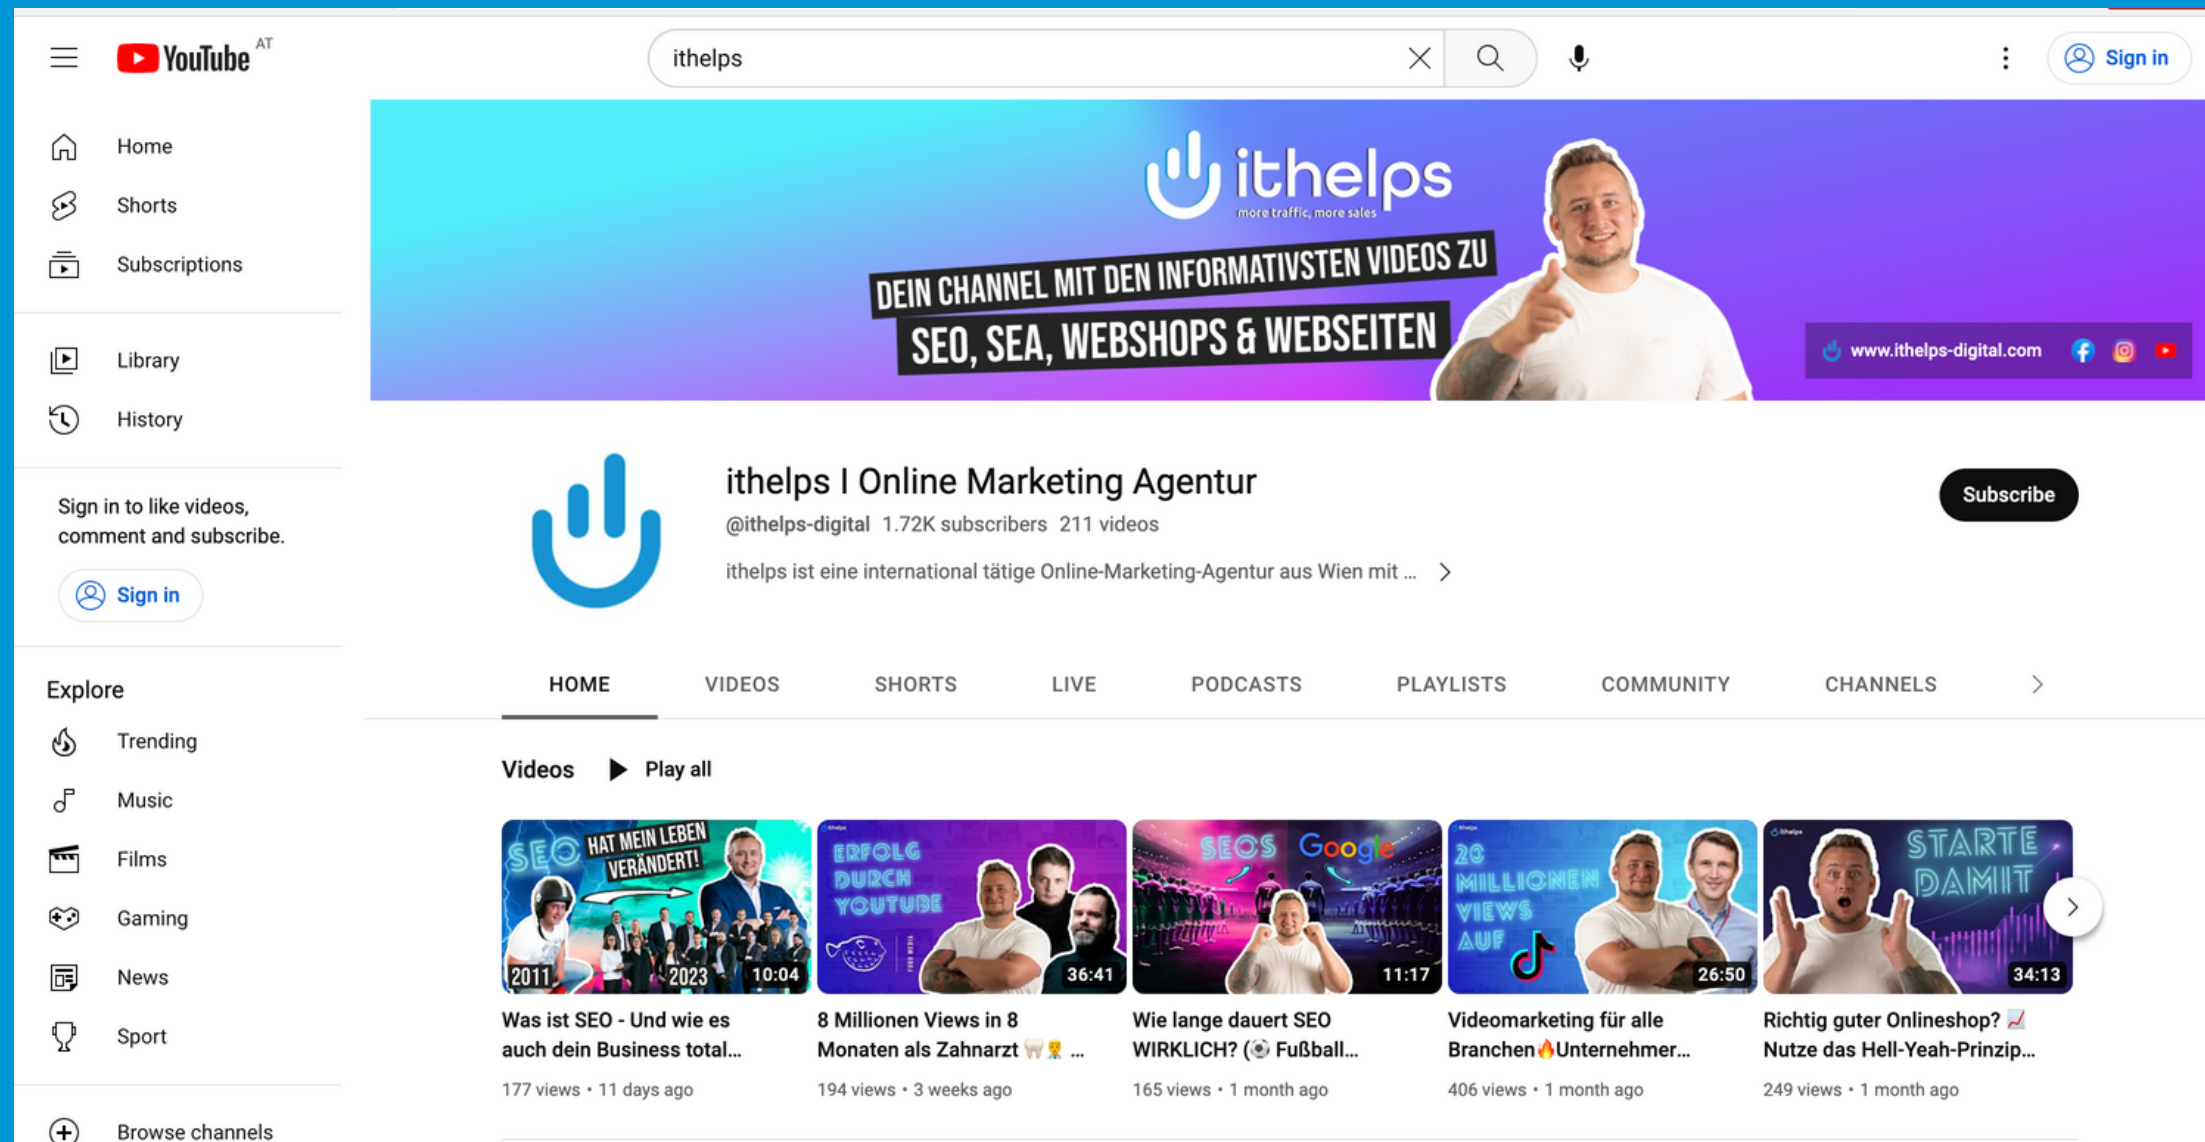 YouTube AT
ithelps
Sign in
Home
Shorts
Subscriptions
Library
History
Sign in to like videos,
comment and subscribe.
Sign in
Explore
Trending
Music
Films
Gaming
News
Sport
Browse channels
ithelps
more traffic, more sales
DEIN CHANNEL MIT DEN INFORMATIVSTEN VIDEOS ZU
SEO, SEA, WEBSHOPS & WEBSEITEN
www.ithelps-digital.com
ithelps I Online Marketing Agentur
@ithelps-digital 1.72K subscribers 211 videos
Subscribe
ithelps ist eine international tätige Online-Marketing-Agentur aus Wien mit ...
HOME VIDEOS SHORTS LIVE PODCASTS PLAYLISTS COMMUNITY CHANNELS
Videos Play all
SEO HAT MEIN LEBEN
VERÄNDERT!
2011 2023 10:04
Was ist SEO - Und wie es
auch dein Business total...
177 views • 11 days ago
ithelps
ERFOLG
DURCH
YOUTUBE
FUGU MEDIA
36:41
8 Millionen Views in 8
Monaten als Zahnarzt 🦷👨‍⚕️ ...
194 views • 3 weeks ago
SEOS Google
11:17
Wie lange dauert SEO
WIRKLICH? (⚽ Fußball...
165 views • 1 month ago
ithelps
20
MILLIONEN
VIEWS
AUF
26:50
Videomarketing für alle
Branchen🔥Unternehmer...
406 views • 1 month ago
ithelps
STARTE
DAMIT
34:13
Richtig guter Onlineshop? 📈
Nutze das Hell-Yeah-Prinzip...
249 views • 1 month ago